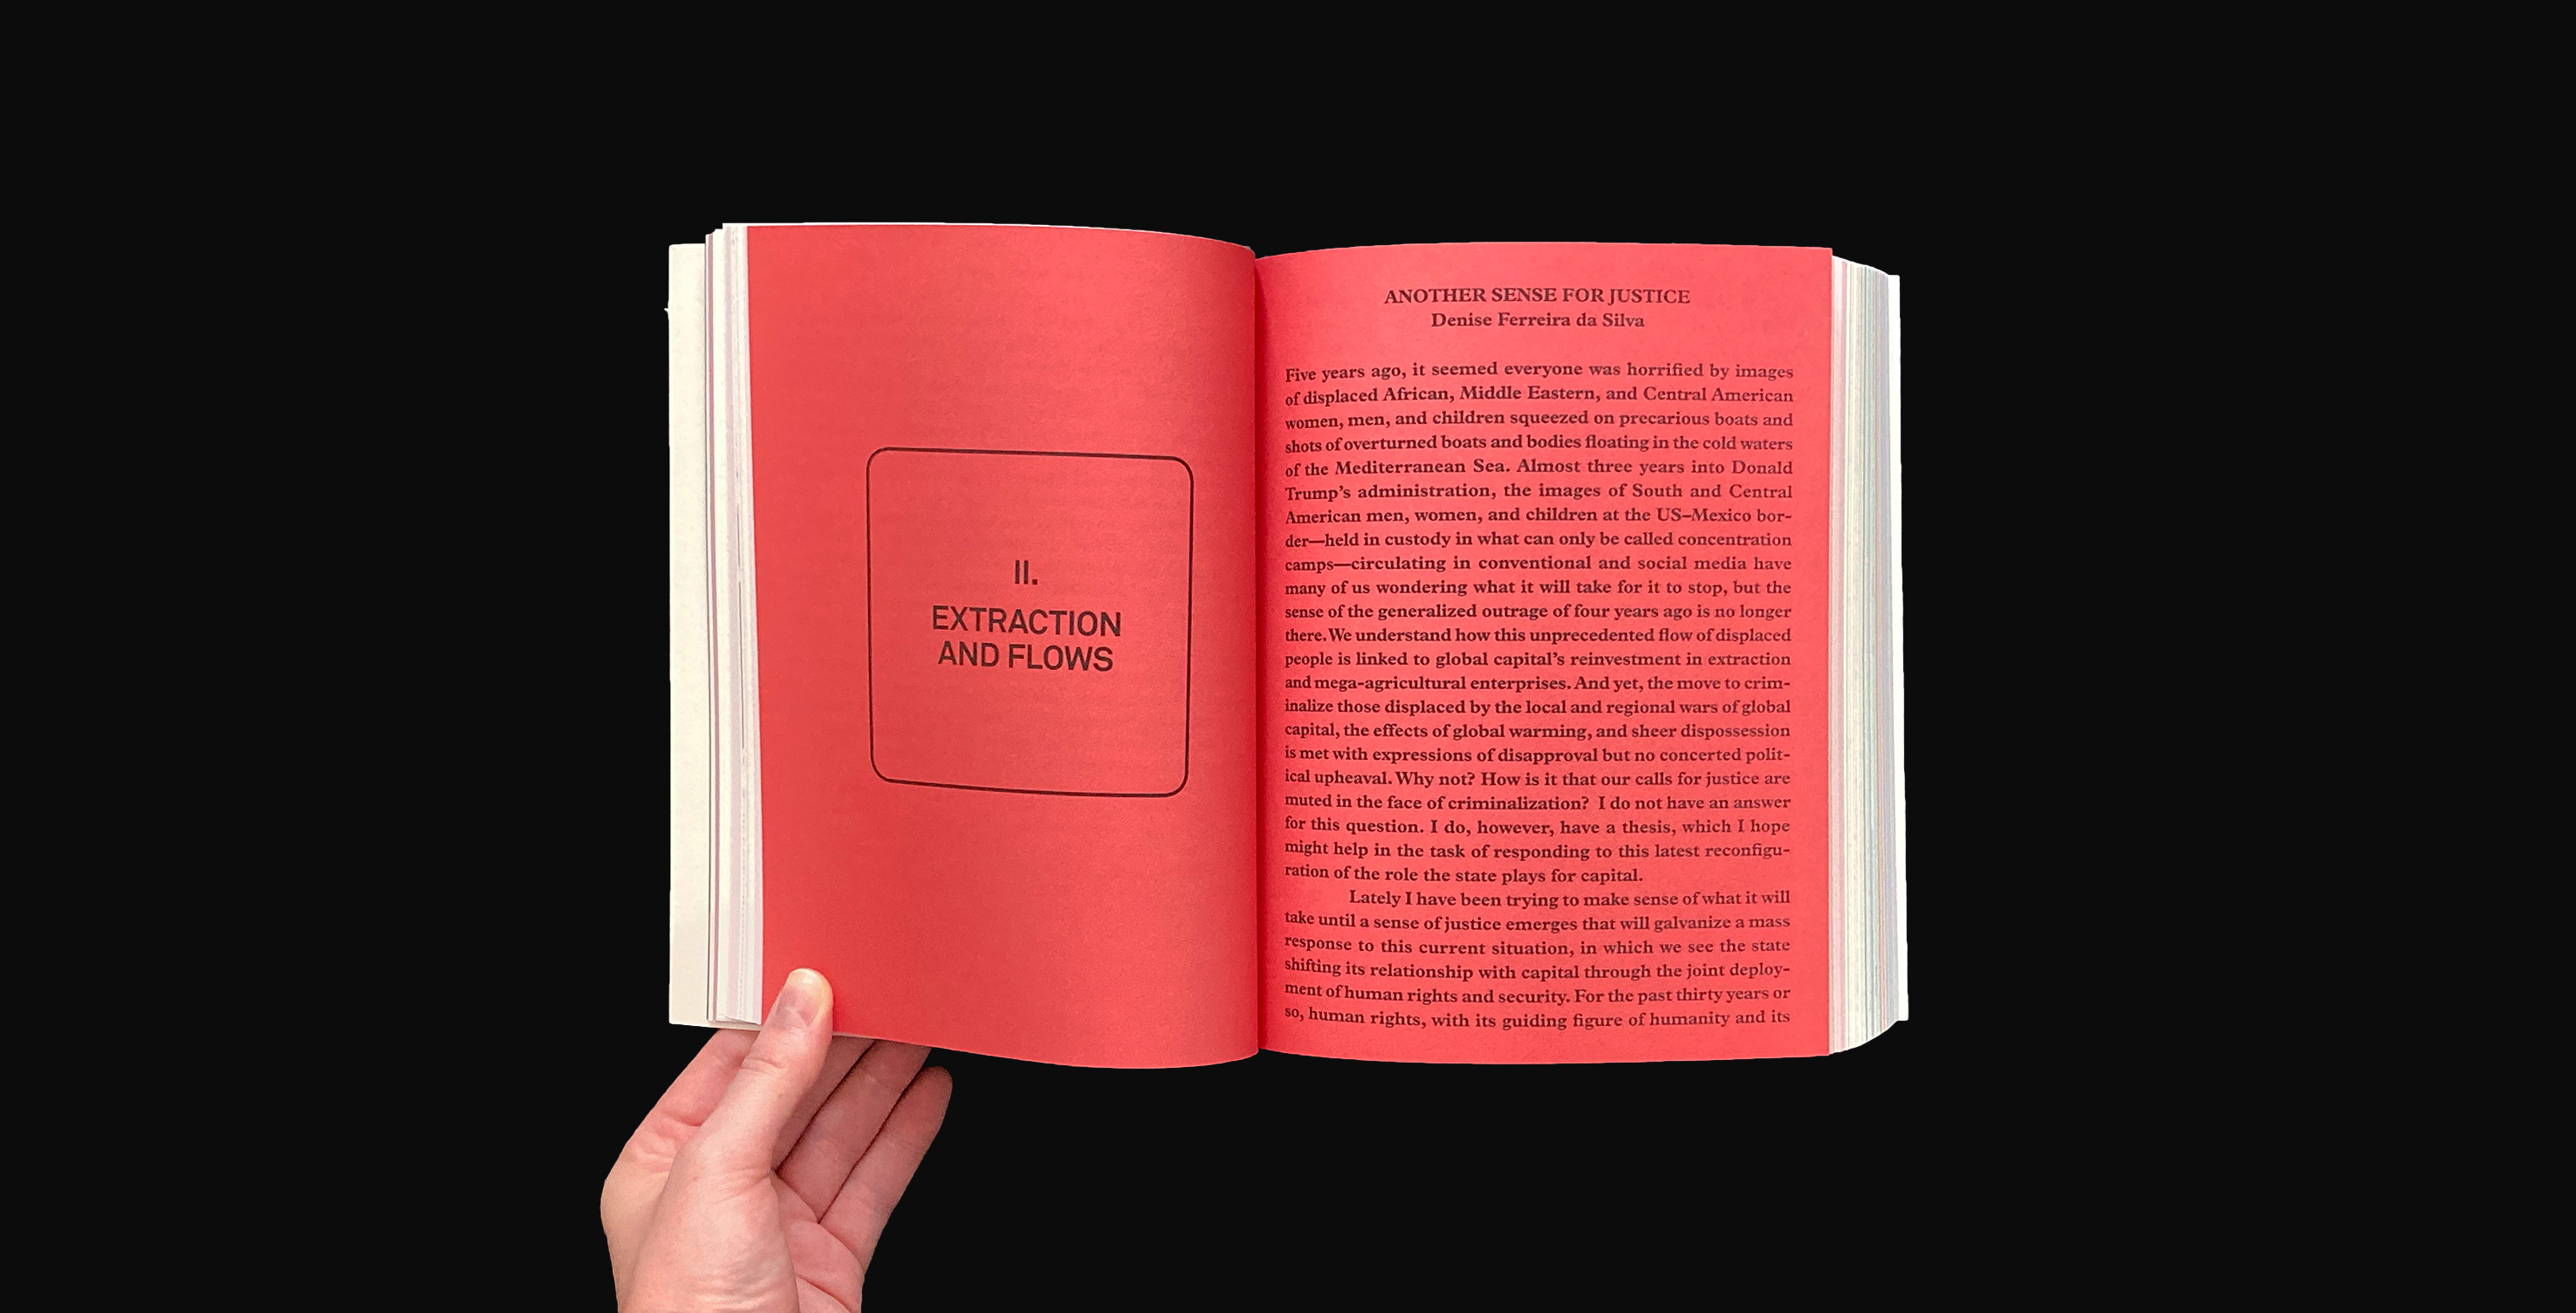 II.
EXTRACTION
AND FLOWS
ANOTHER SENSE FOR JUSTICE
Denise Ferreira da Silva
Five years ago, it seemed everyone was horrified by images
of displaced African, Middle Eastern, and Central American
women, men, and children squeezed on precarious boats and
shots of overturned boats and bodies floating in the cold waters
of the Mediterranean Sea. Almost three years into Donald
Trump’s administration, the images of South and Central
American men, women, and children at the US–Mexico bor-
der—held in custody in what can only be called concentration
camps—circulating in conventional and social media have
many of us wondering what it will take for it to stop, but the
sense of the generalized outrage of four years ago is no longer
there. We understand how this unprecedented flow of displaced
people is linked to global capital’s reinvestment in extraction
and mega-agricultural enterprises. And yet, the move to crim-
inalize those displaced by the local and regional wars of global
capital, the effects of global warming, and sheer dispossession
is met with expressions of disapproval but no concerted polit-
ical upheaval. Why not? How is it that our calls for justice are
muted in the face of criminalization? I do not have an answer
for this question. I do, however, have a thesis, which I hope
might help in the task of responding to this latest reconfigu-
ration of the role the state plays for capital.
Lately I have been trying to make sense of what it will
take until a sense of justice emerges that will galvanize a mass
response to this current situation, in which we see the state
shifting its relationship with capital through the joint deploy-
ment of human rights and security. For the past thirty years or
so, human rights, with its guiding figure of humanity and its